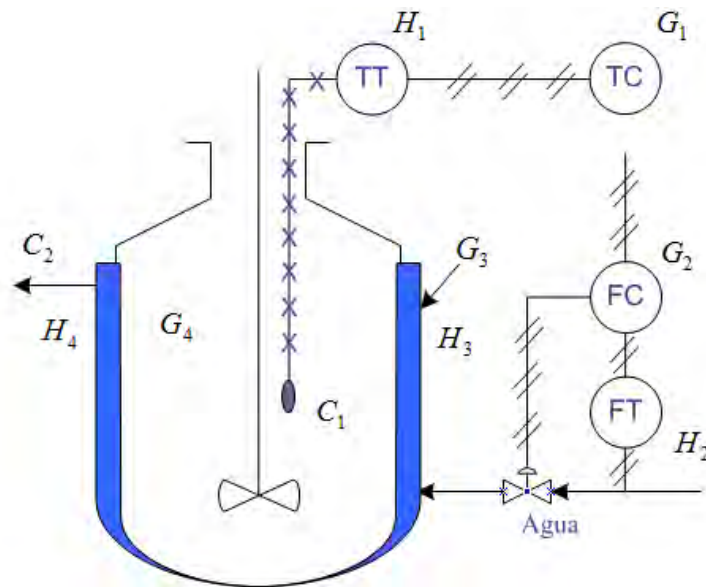 H₁
G₁
TT
TC
C₂
G₃
G₂
FC
H₄
G₄
H₃
C₁
FT
H₂
Agua